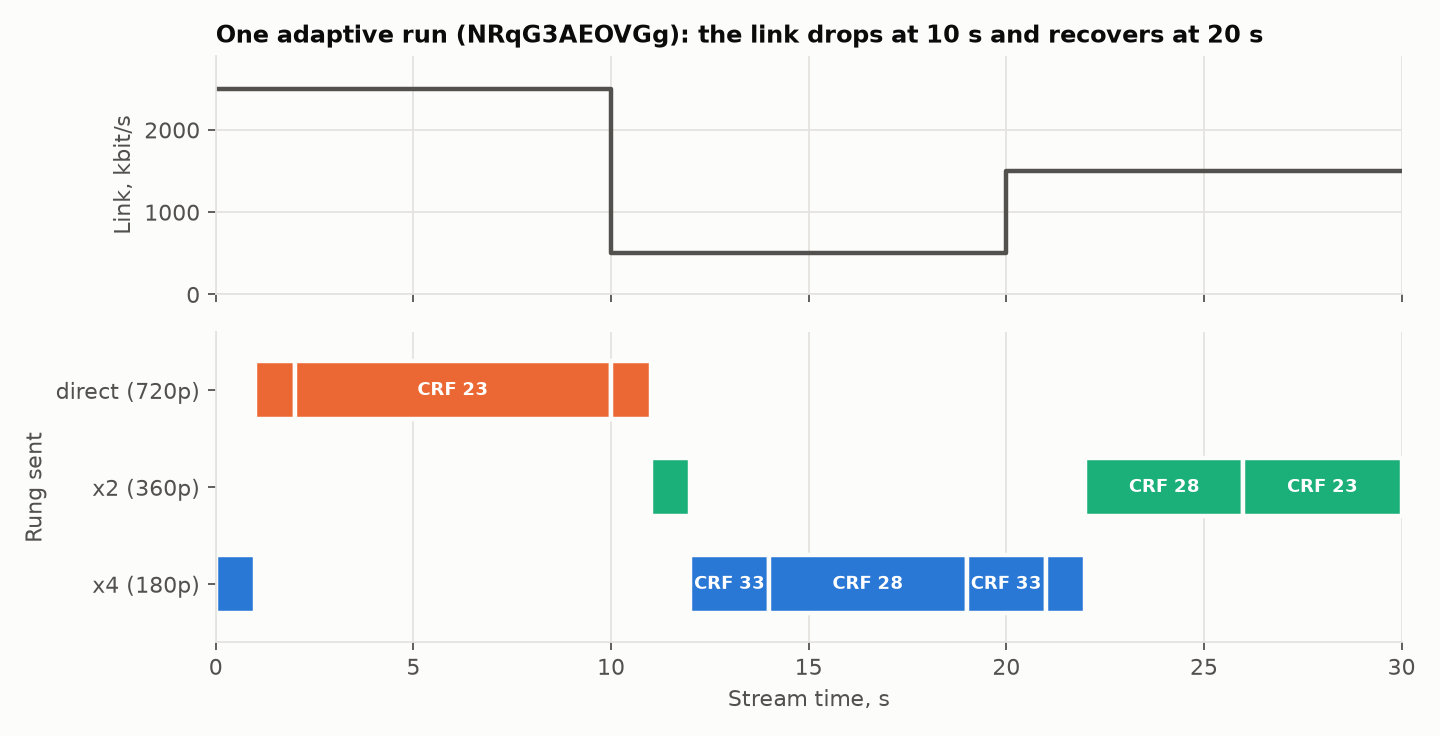 One adaptive run (NRqG3AEOVGg): the link drops at 10 s and recovers at 20 s
Link, kbit/s
2000
1000
0
Rung sent
direct (720p)
CRF 23
x2 (360p)
CRF 28
CRF 23
x4 (180p)
CRF 33
CRF 28
CRF 33
0
5
10
15
20
25
30
Stream time, s